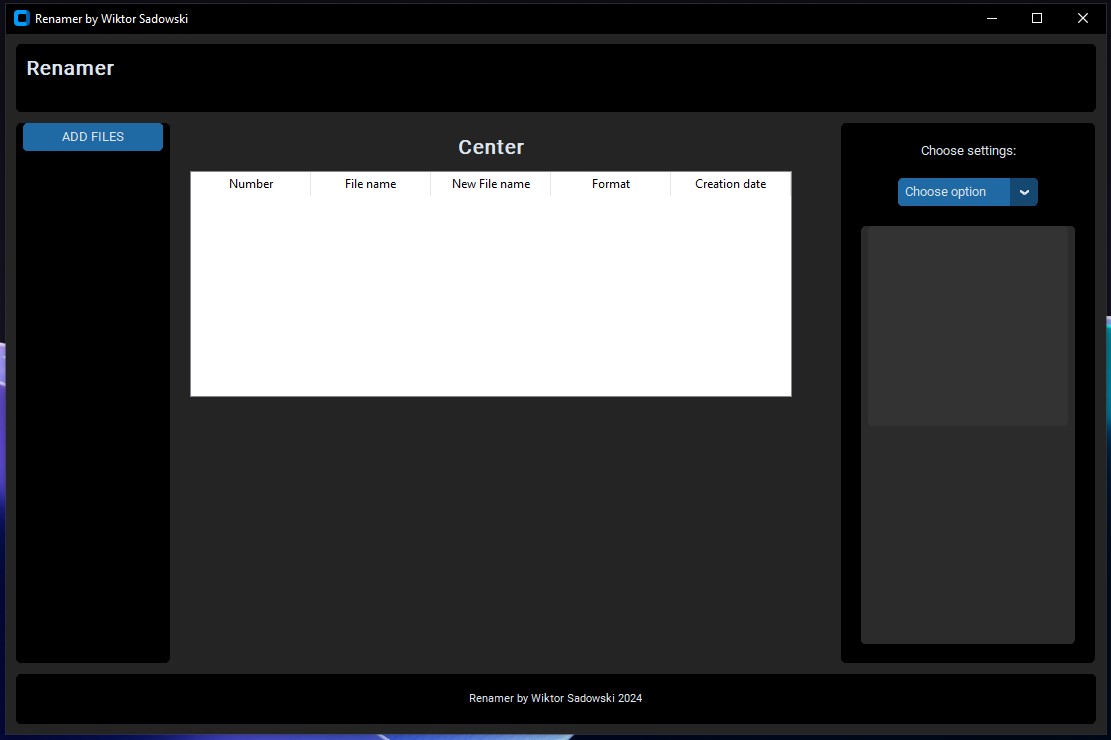 Renamer by Wiktor Sadowski
Renamer
ADD FILES
Center
Number File name New File name Format Creation date
Choose settings:
Choose option
Renamer by Wiktor Sadowski 2024